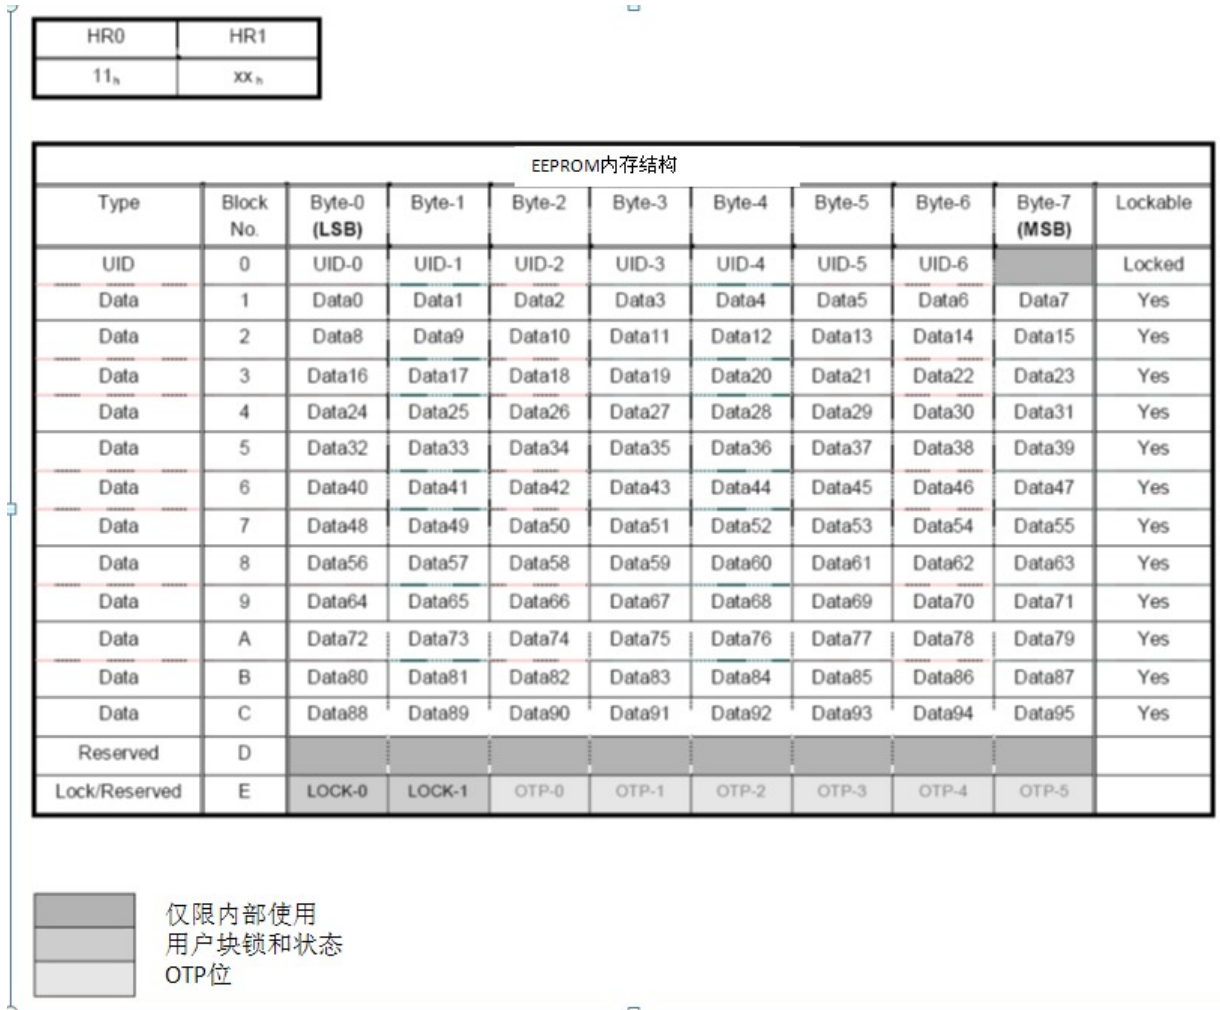 HR0 HR1
11h xx h
EEPROM内存结构
Type Block No. Byte-0 (LSB) Byte-1 Byte-2 Byte-3 Byte-4 Byte-5 Byte-6 Byte-7 (MSB) Lockable
UID 0 UID-0 UID-1 UID-2 UID-3 UID-4 UID-5 UID-6 Locked
Data 1 Data0 Data1 Data2 Data3 Data4 Data5 Data6 Data7 Yes
Data 2 Data8 Data9 Data10 Data11 Data12 Data13 Data14 Data15 Yes
Data 3 Data16 Data17 Data18 Data19 Data20 Data21 Data22 Data23 Yes
Data 4 Data24 Data25 Data26 Data27 Data28 Data29 Data30 Data31 Yes
Data 5 Data32 Data33 Data34 Data35 Data36 Data37 Data38 Data39 Yes
Data 6 Data40 Data41 Data42 Data43 Data44 Data45 Data46 Data47 Yes
Data 7 Data48 Data49 Data50 Data51 Data52 Data53 Data54 Data55 Yes
Data 8 Data56 Data57 Data58 Data59 Data60 Data61 Data62 Data63 Yes
Data 9 Data64 Data65 Data66 Data67 Data68 Data69 Data70 Data71 Yes
Data A Data72 Data73 Data74 Data75 Data76 Data77 Data78 Data79 Yes
Data B Data80 Data81 Data82 Data83 Data84 Data85 Data86 Data87 Yes
Data C Data88 Data89 Data90 Data91 Data92 Data93 Data94 Data95 Yes
Reserved D
Lock/Reserved E LOCK-0 LOCK-1 OTP-0 OTP-1 OTP-2 OTP-3 OTP-4 OTP-5
仅限内部使用
用户块锁和状态
OTP位